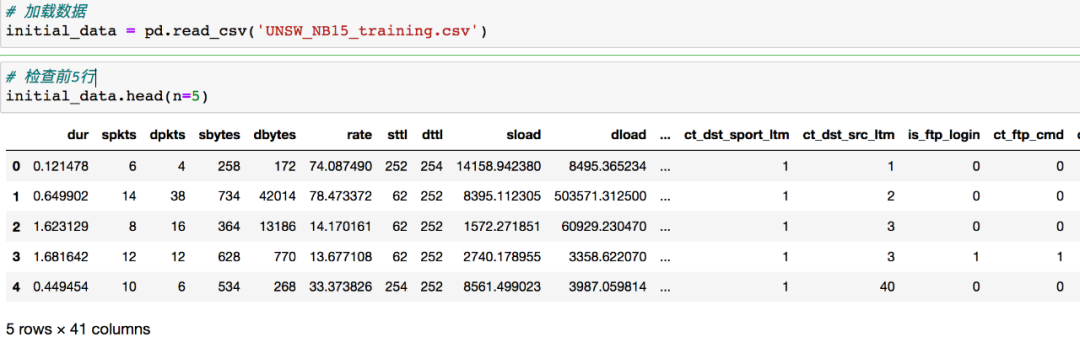 # 加载数据
initial_data = pd.read_csv('UNSW_NB15_training.csv')
# 检查前5行
initial_data.head(n=5)
dur spkts dpkts sbytes dbytes rate sttl dttl sload dload ... ct_dst_sport_ltm ct_dst_src_ltm is_ftp_login ct_ftp_cmd
0 0.121478 6 4 258 172 74.087490 252 254 14158.942380 8495.365234 ... 1 1 0 0
1 0.649902 14 38 734 42014 78.473372 62 252 8395.112305 503571.312500 ... 1 2 0 0
2 1.623129 8 16 364 13186 14.170161 62 252 1572.271851 60929.230470 ... 1 3 0 0
3 1.681642 12 12 628 770 13.677108 62 252 2740.178955 3358.622070 ... 1 3 1 1
4 0.449454 10 6 534 268 33.373826 254 252 8561.499023 3987.059814 ... 1 40 0 0
5 rows × 41 columns